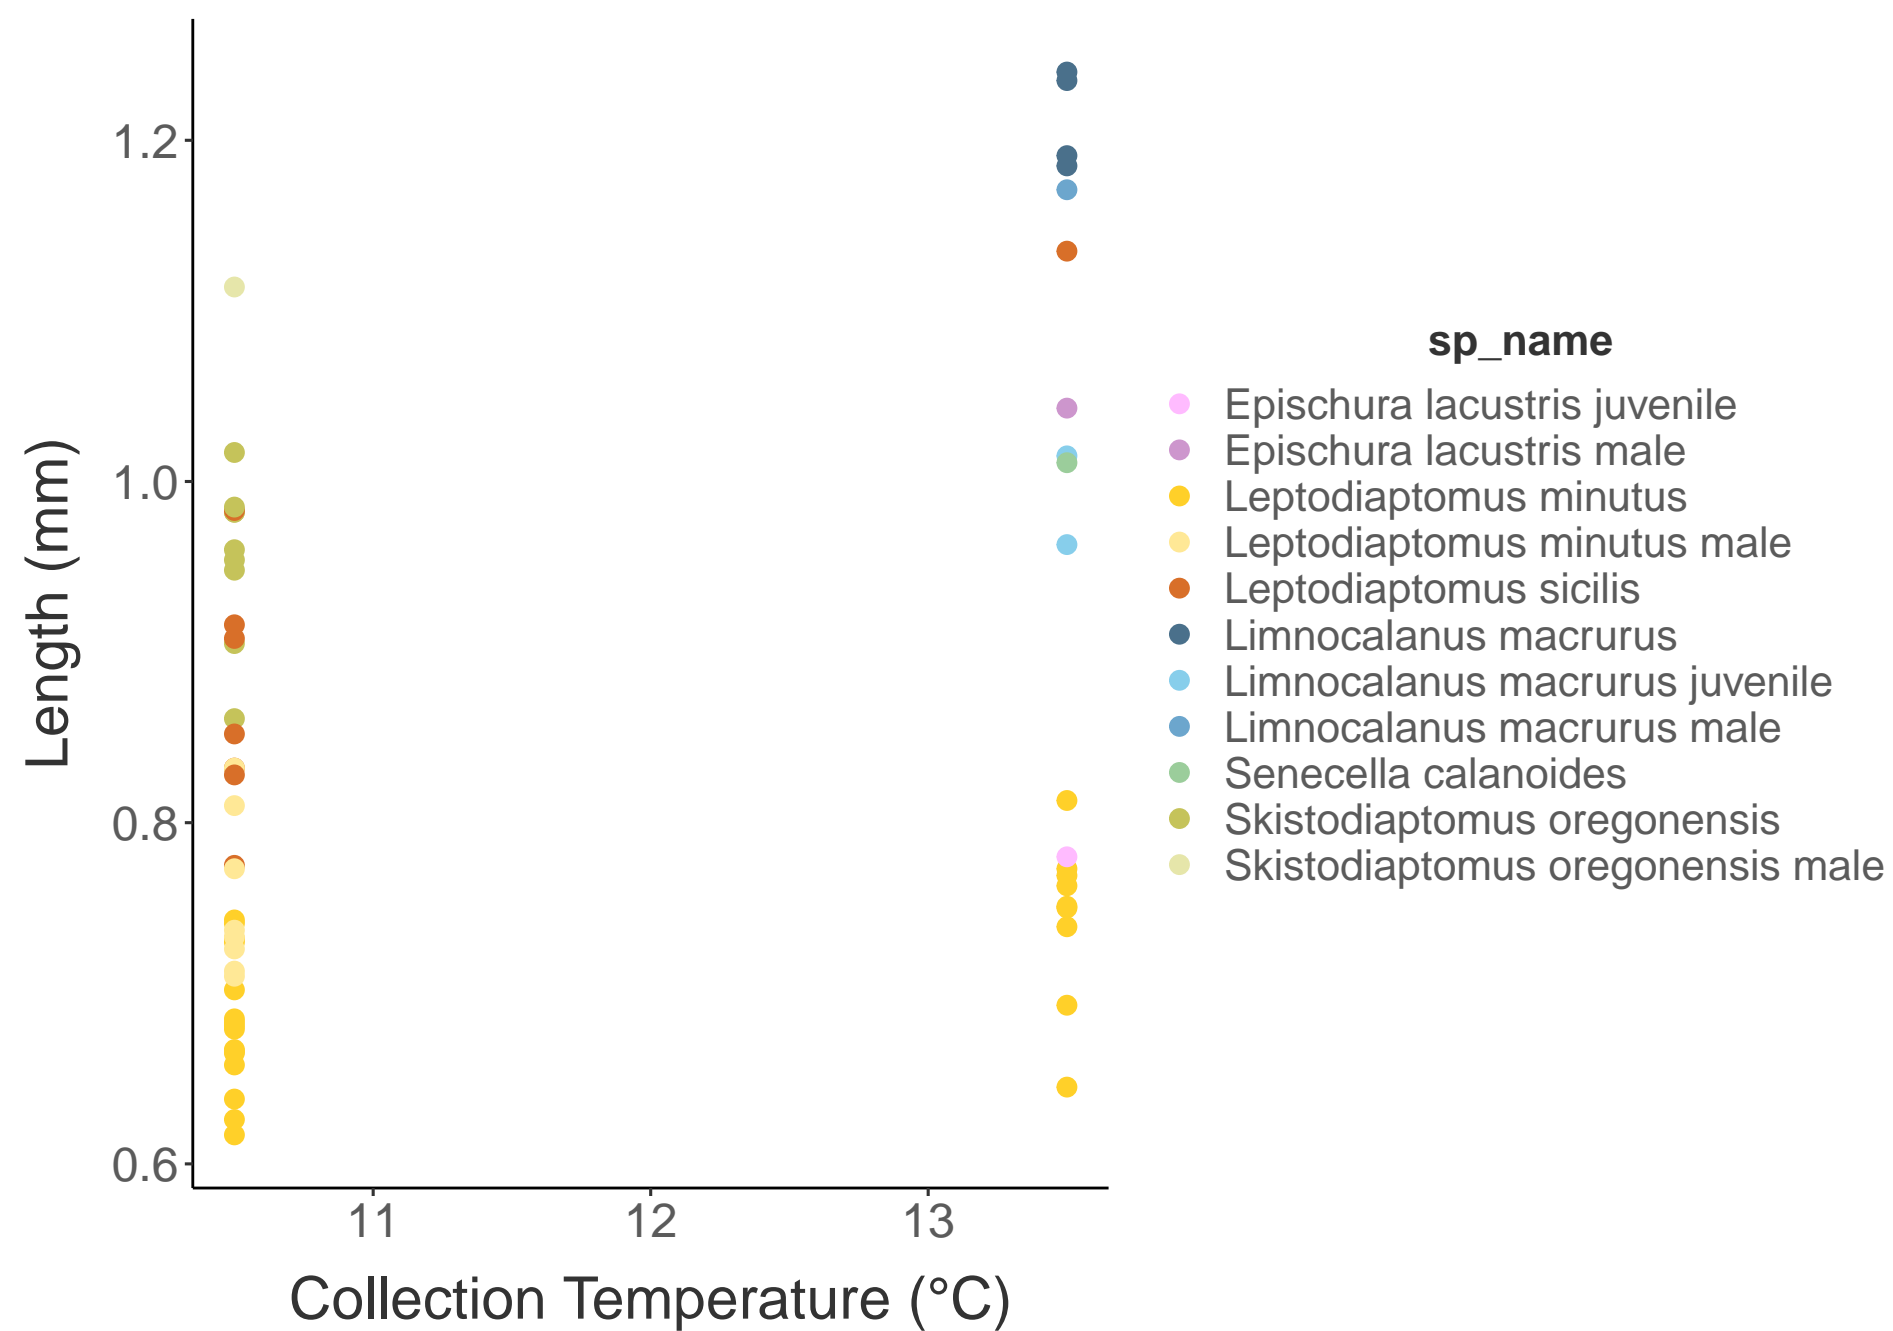 Length (mm)
1.2
1.0
0.8
0.6
11 12 13
Collection Temperature (°C)
sp_name
Epischura lacustris juvenile
Epischura lacustris male
Leptodiaptomus minutus
Leptodiaptomus minutus male
Leptodiaptomus sicilis
Limnocalanus macrurus
Limnocalanus macrurus juvenile
Limnocalanus macrurus male
Senecella calanoides
Skistodiaptomus oregonensis
Skistodiaptomus oregonensis male